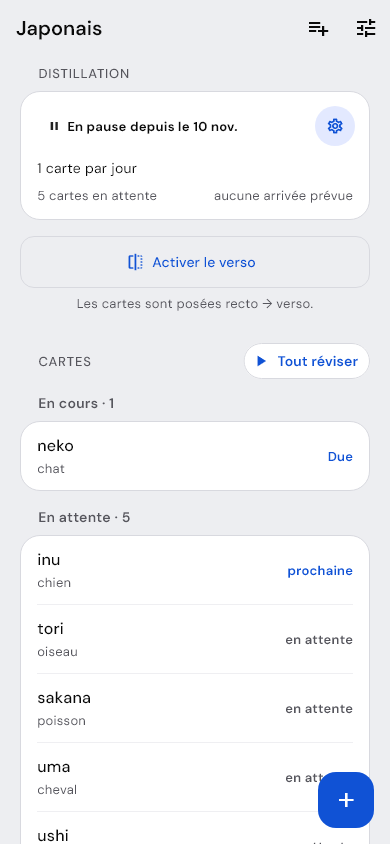 Japonais
DISTILLATION
En pause depuis le 10 nov.
1 carte par jour
5 cartes en attente
aucune arrivée prévue
Activer le verso
Les cartes sont posées recto → verso.
CARTES
Tout réviser
En cours · 1
neko
chat
Due
En attente · 5
inu
chien
prochaine
tori
oiseau
en attente
sakana
poisson
en attente
uma
cheval
en
ushi